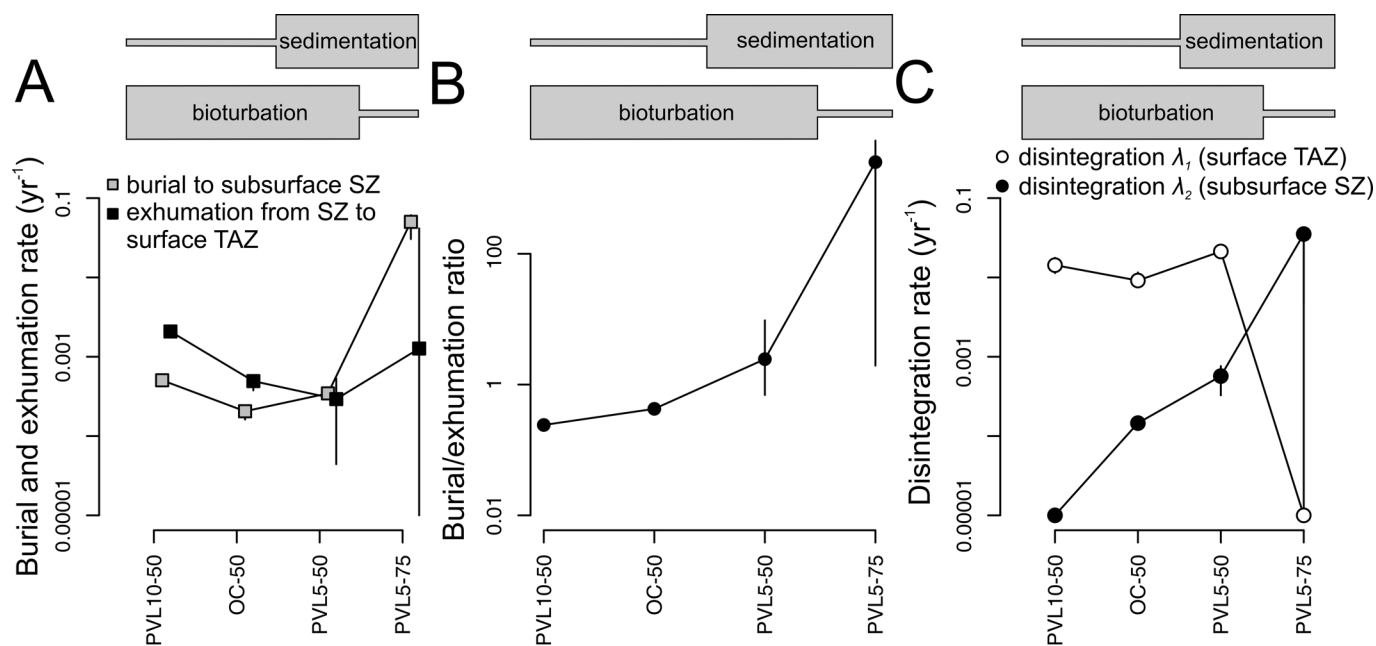 A
sedimentation
bioturbation
burial to subsurface SZ
exhumation from SZ to
surface TAZ
Burial and exhumation rate (yr⁻¹)
0.1
0.001
0.00001
PVL10-50
OC-50
PVL5-50
PVL5-75
B
sedimentation
bioturbation
Burial/exhumation ratio
100
1
0.01
PVL10-50
OC-50
PVL5-50
PVL5-75
C
sedimentation
bioturbation
disintegration λ₁ (surface TAZ)
disintegration λ₂ (subsurface SZ)
Disintegration rate (yr⁻¹)
0.1
0.001
0.00001
PVL10-50
OC-50
PVL5-50
PVL5-75